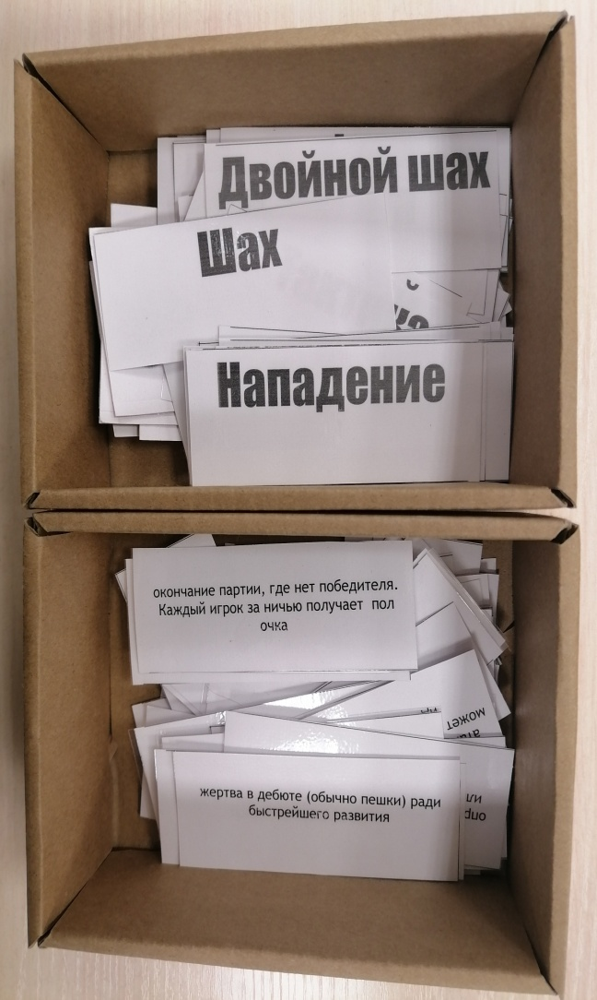 Двойной шах
Шах
Нападение
окончание партии, где нет победителя.
Каждый игрок за ничью получает пол
очка
может
жертва в дебюте (обычно пешки) ради
быстрейшего развития